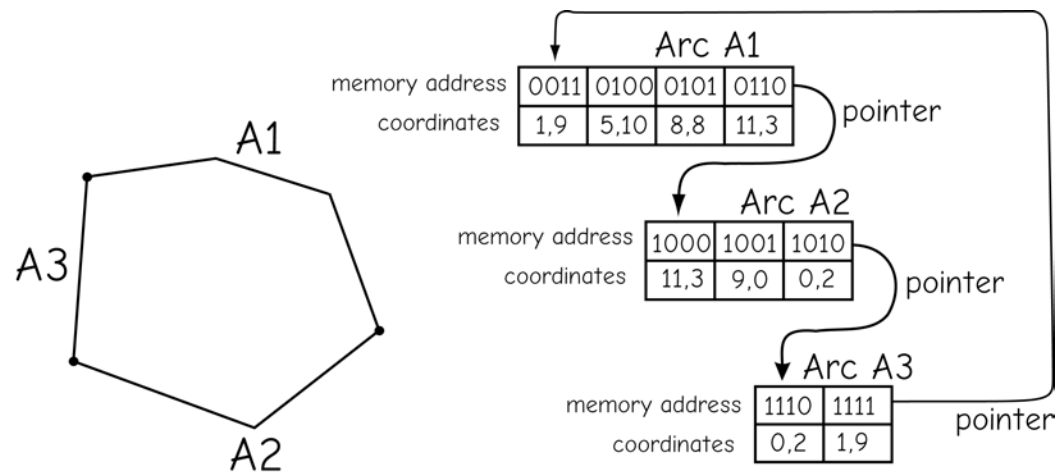 A1
A3
A2
Arc A1
memory address 0011 0100 0101 0110
coordinates 1,9 5,10 8,8 11,3
pointer
Arc A2
memory address 1000 1001 1010
coordinates 11,3 9,0 0,2
pointer
Arc A3
memory address 1110 1111
coordinates 0,2 1,9
pointer